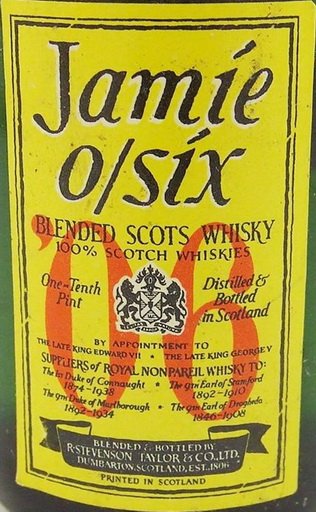 Jamie
o/six
'06
BLENDED SCOTS WHISKY
100% SCOTCH WHISKIES
One-Tenth
Pint
Distilled &
Bottled
in Scotland
BY APPOINTMENT TO
THE LATE KING EDWARD VII * THE LATE KING GEORGE V
SUPPLIERS of ROYAL NONPAREIL WHISKY TO:
The 1st Duke of Connaught * The 9th Earl of Stamford
1874-1938 1892-1910
The 9th Duke of Marlborough * The 9th Earl of Drogheda
1892-1934 1846-1908
BLENDED & BOTTLED BY
R. STEVENSON TAYLOR & CO., LTD.
DUMBARTON, SCOTLAND, EST. 1806
PRINTED IN SCOTLAND